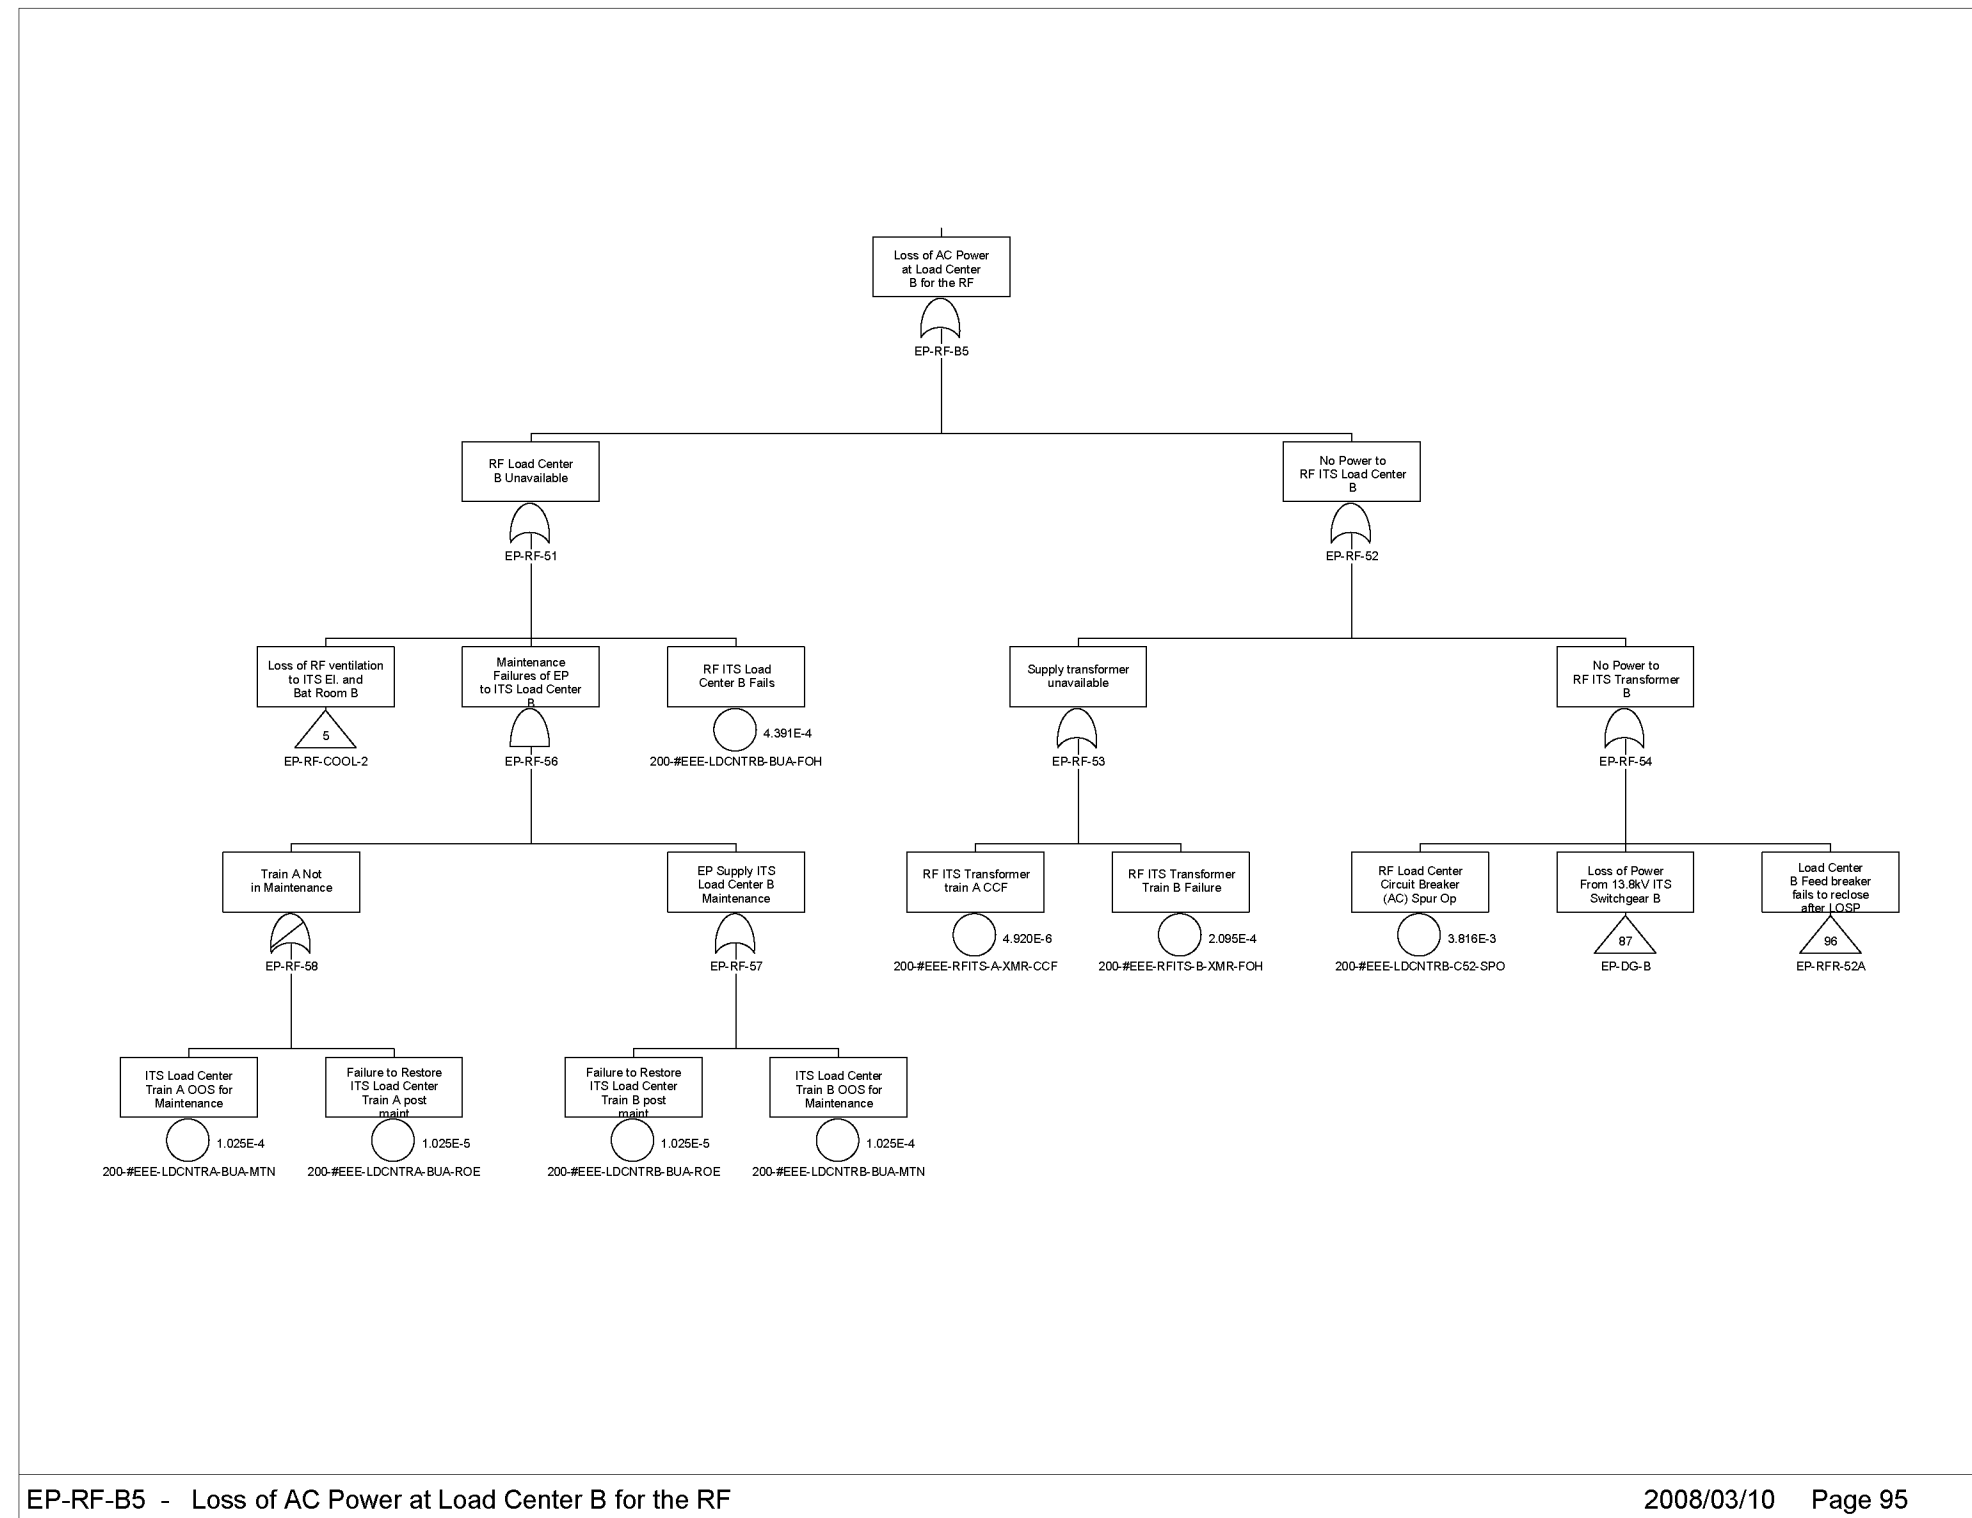 Loss of AC Power
at Load Center
B for the RF
EP-RF-B5
RF Load Center
B Unavailable
EP-RF-51
No Power to
RF ITS Load Center
B
EP-RF-52
Loss of RF ventilation
to ITS El. and
Bat Room B
5
EP-RF-COOL-2
Maintenance
Failures of EP
to ITS Load Center
B
EP-RF-56
RF ITS Load
Center B Fails
4.391E-4
200-#EEE-LDCNTRB-BUA-FOH
Supply transformer
unavailable
EP-RF-53
No Power to
RF ITS Transformer
B
EP-RF-54
Train A Not
in Maintenance
EP-RF-58
EP Supply ITS
Load Center B
Maintenance
EP-RF-57
RF ITS Transformer
train A CCF
4.920E-6
200-#EEE-RFITS-A-XMR-CCF
RF ITS Transformer
Train B Failure
2.095E-4
200-#EEE-RFITS-B-XMR-FOH
RF Load Center
Circuit Breaker
(AC) Spur Op
3.816E-3
200-#EEE-LDCNTRB-C52-SPO
Loss of Power
From 13.8kV ITS
Switchgear B
87
EP-DG-B
Load Center
B Feed breaker
fails to reclose
after LOSP
96
EP-RFR-52A
ITS Load Center
Train A OOS for
Maintenance
1.025E-4
200-#EEE-LDCNTRA-BUA-MTN
Failure to Restore
ITS Load Center
Train A post
maint
1.025E-5
200-#EEE-LDCNTRA-BUA-ROE
Failure to Restore
ITS Load Center
Train B post
maint
1.025E-5
200-#EEE-LDCNTRB-BUA-ROE
ITS Load Center
Train B OOS for
Maintenance
1.025E-4
200-#EEE-LDCNTRB-BUA-MTN
EP-RF-B5 - Loss of AC Power at Load Center B for the RF
2008/03/10 Page 95